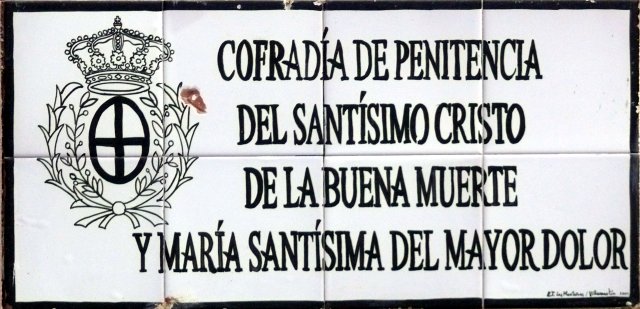 COFRADÍA DE PENITENCIA
DEL SANTÍSIMO CRISTO
DE LA BUENA MUERTE
Y MARÍA SANTÍSIMA DEL MAYOR DOLOR